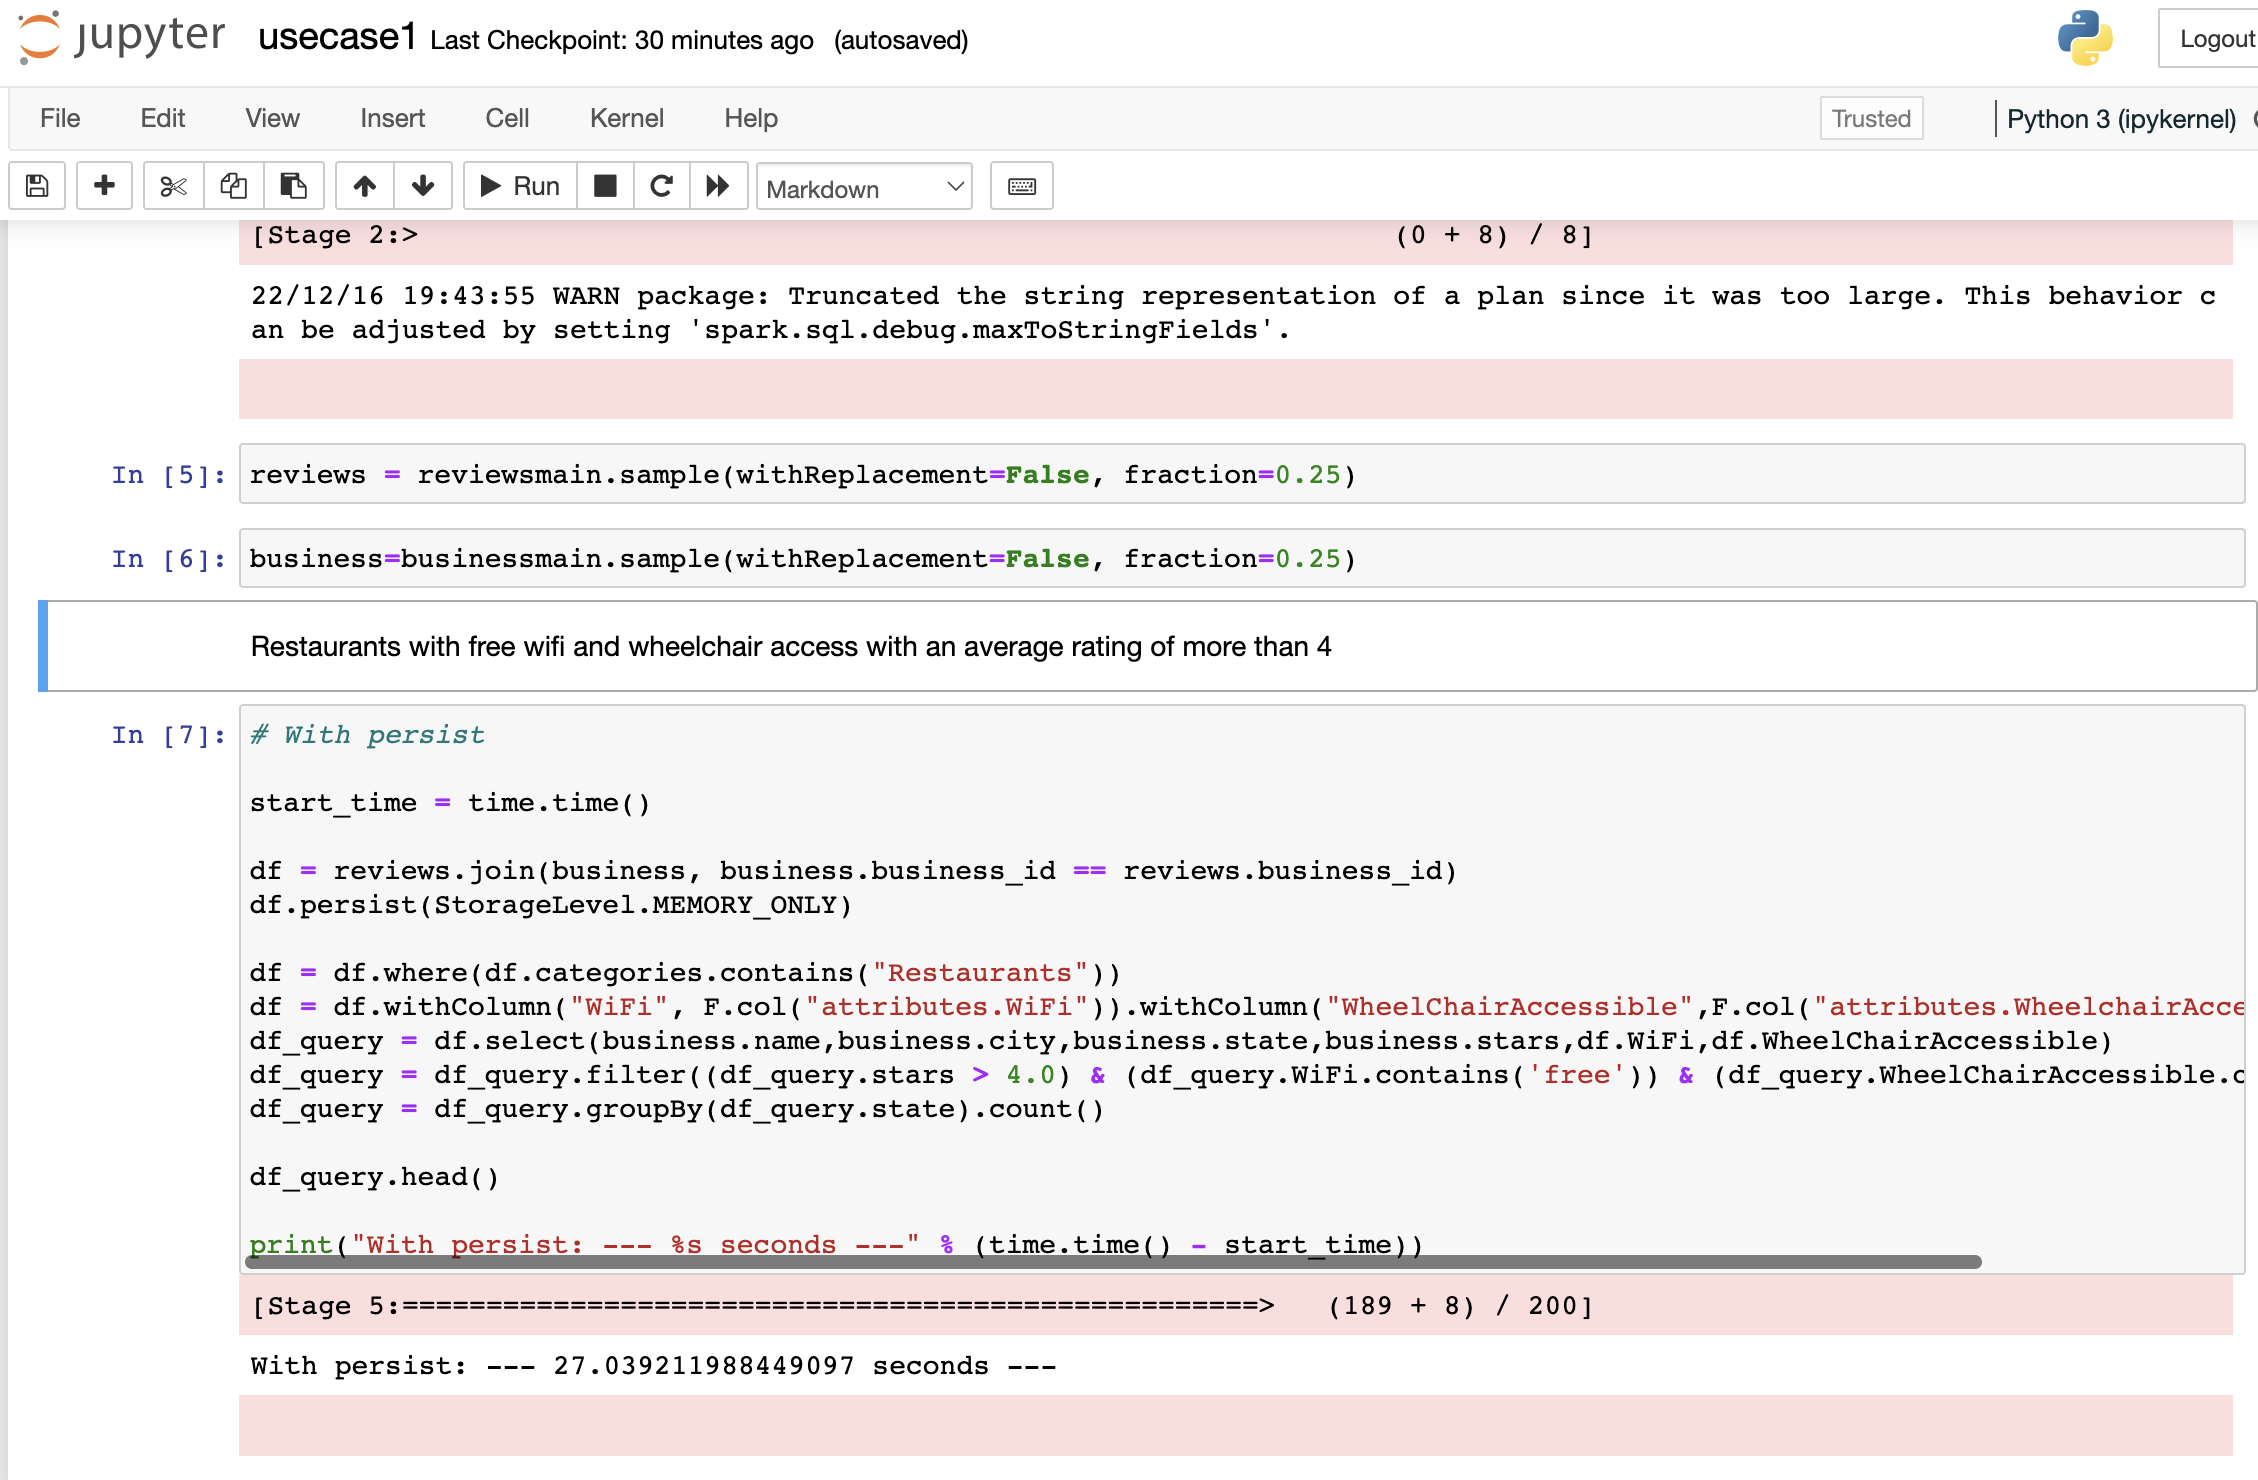 jupyter usecase1 Last Checkpoint: 30 minutes ago (autosaved)
Logout
File Edit View Insert Cell Kernel Help
Trusted
Python 3 (ipykernel)
Run
Markdown
[Stage 2:> (0 + 8) / 8]
22/12/16 19:43:55 WARN package: Truncated the string representation of a plan since it was too large. This behavior c
an be adjusted by setting 'spark.sql.debug.maxToStringFields'.
In [5]: reviews = reviewsmain.sample(withReplacement=False, fraction=0.25)
In [6]: business=businessmain.sample(withReplacement=False, fraction=0.25)
Restaurants with free wifi and wheelchair access with an average rating of more than 4
In [7]: # With persist
start_time = time.time()
df = reviews.join(business, business.business_id == reviews.business_id)
df.persist(StorageLevel.MEMORY_ONLY)
df = df.where(df.categories.contains("Restaurants"))
df = df.withColumn("WiFi", F.col("attributes.WiFi")).withColumn("WheelChairAccessible",F.col("attributes.WheelchairAcce
df_query = df.select(business.name,business.city,business.state,business.stars,df.WiFi,df.WheelChairAccessible)
df_query = df_query.filter((df_query.stars > 4.0) & (df_query.WiFi.contains('free')) & (df_query.WheelChairAccessible.c
df_query = df_query.groupBy(df_query.state).count()
df_query.head()
print("With persist: --- %s seconds ---" % (time.time() - start_time))
[Stage 5:===================================================> (189 + 8) / 200]
With persist: --- 27.039211988449097 seconds ---